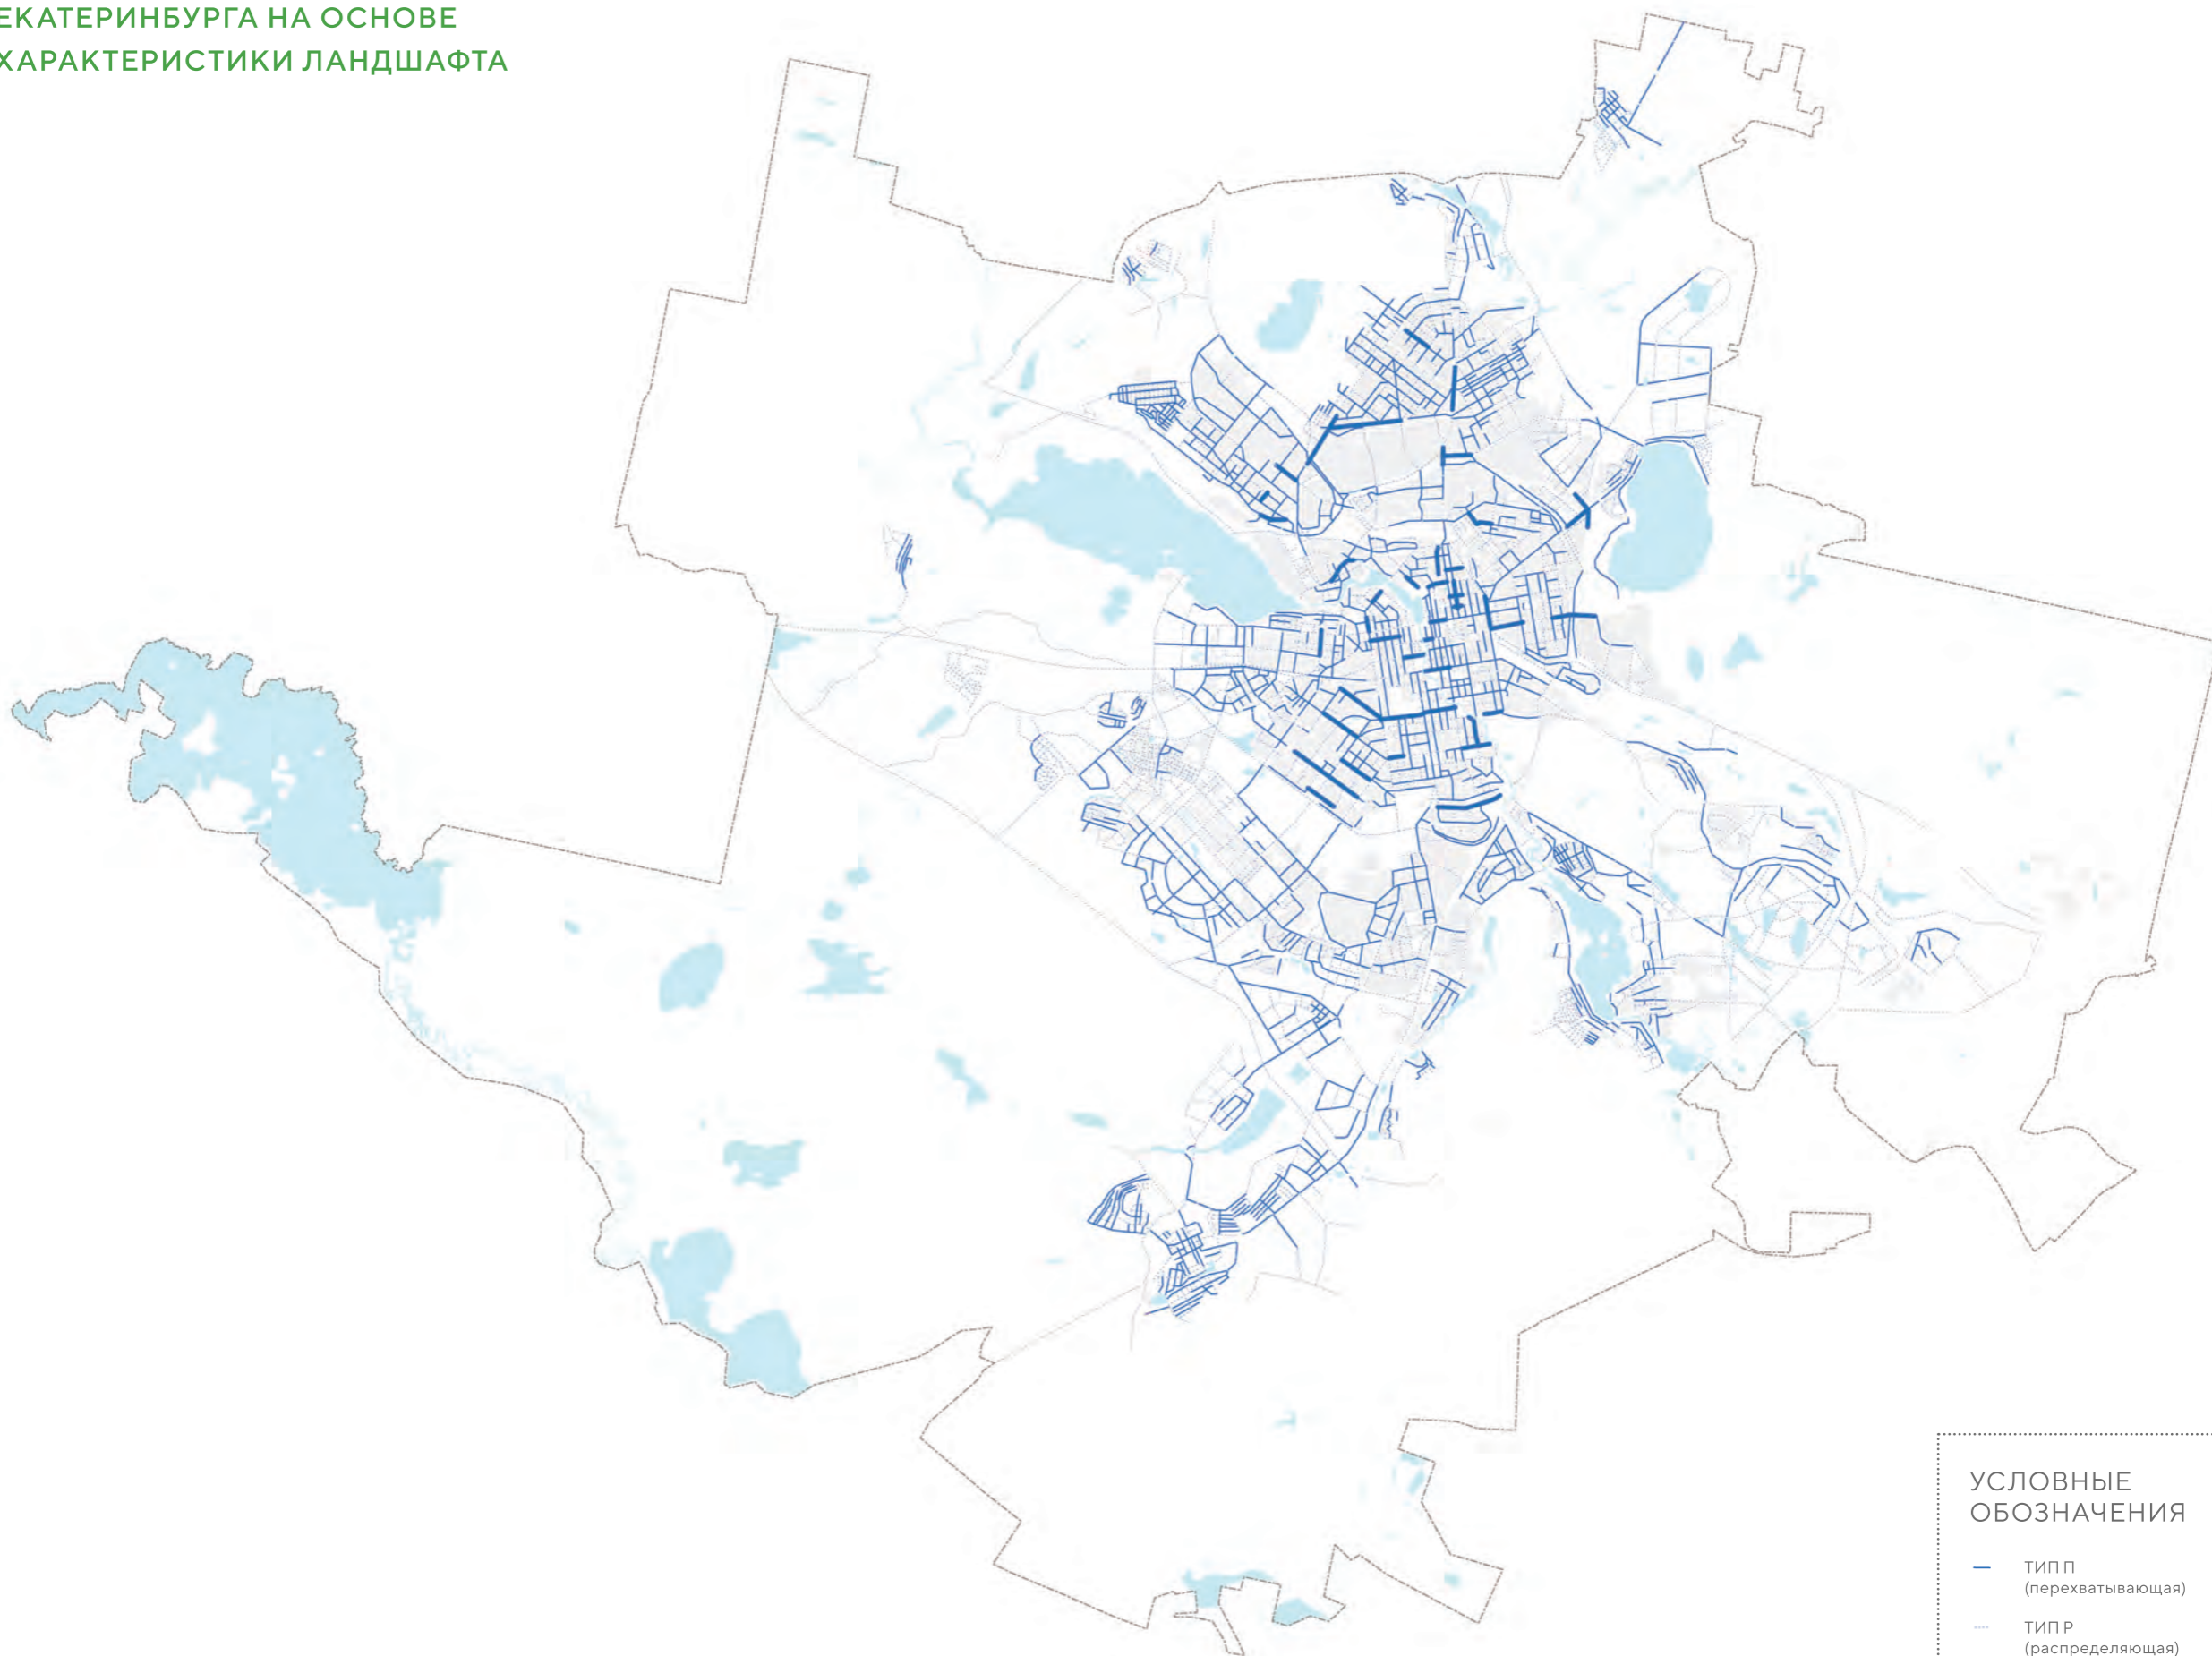 ЕКАТЕРИНБУРГА НА ОСНОВЕ
ХАРАКТЕРИСТИКИ ЛАНДШАФТА
УСЛОВНЫЕ
ОБОЗНАЧЕНИЯ
ТИП П
(перехватывающая)
ТИП Р
(распределяющая)